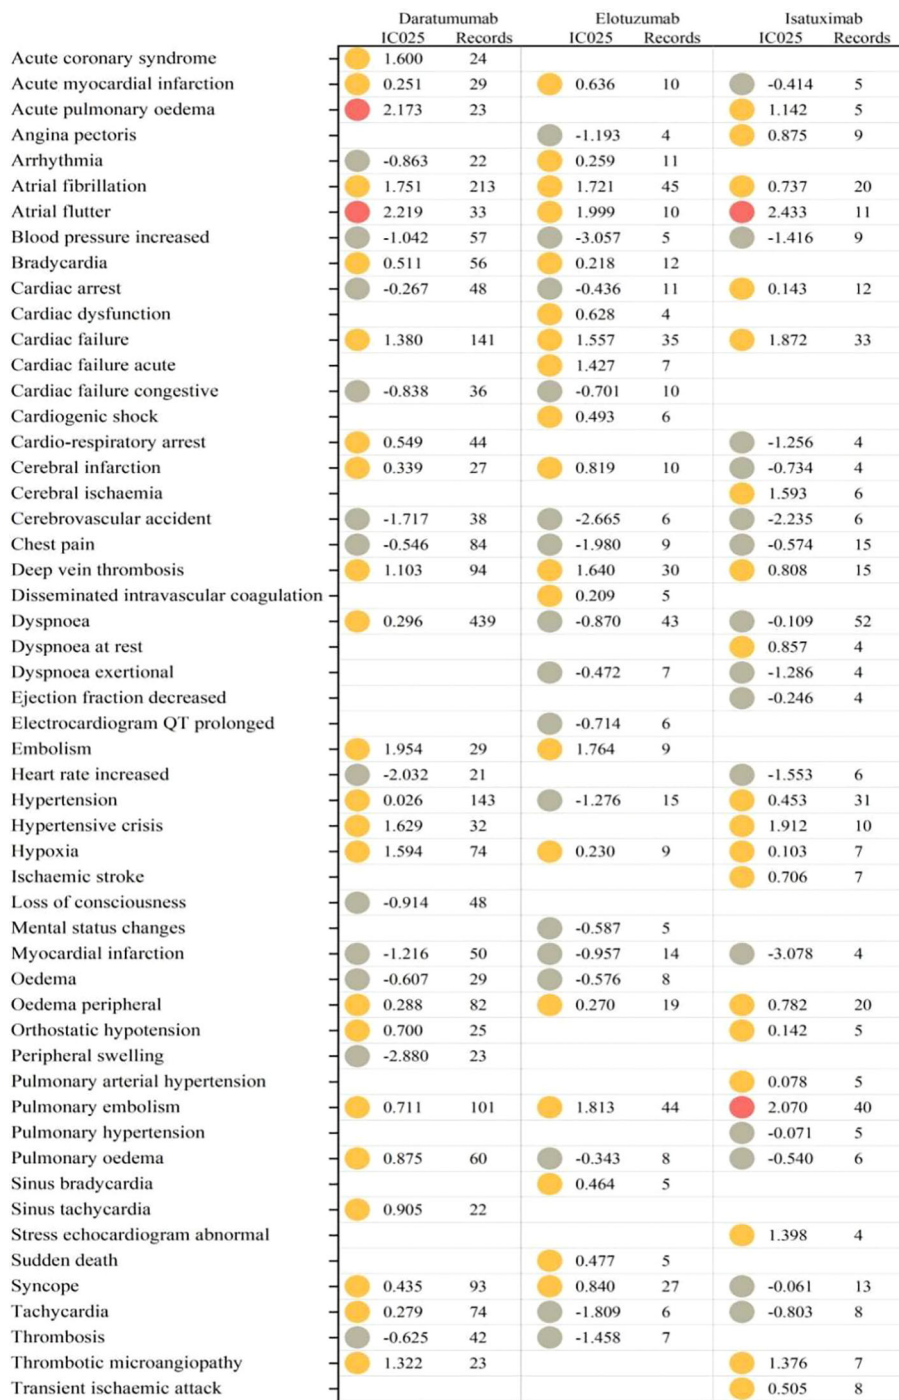 Daratumumab Elotuzumab Isatuximab
IC025 Records IC025 Records IC025 Records
Acute coronary syndrome 1.600 24
Acute myocardial infarction 0.251 29 0.636 10 -0.414 5
Acute pulmonary oedema 2.173 23 1.142 5
Angina pectoris -1.193 4 0.875 9
Arrhythmia -0.863 22 0.259 11
Atrial fibrillation 1.751 213 1.721 45 0.737 20
Atrial flutter 2.219 33 1.999 10 2.433 11
Blood pressure increased -1.042 57 -3.057 5 -1.416 9
Bradycardia 0.511 56 0.218 12
Cardiac arrest -0.267 48 -0.436 11 0.143 12
Cardiac dysfunction 0.628 4
Cardiac failure 1.380 141 1.557 35 1.872 33
Cardiac failure acute 1.427 7
Cardiac failure congestive -0.838 36 -0.701 10
Cardiogenic shock 0.493 6
Cardio-respiratory arrest 0.549 44 -1.256 4
Cerebral infarction 0.339 27 0.819 10 -0.734 4
Cerebral ischaemia 1.593 6
Cerebrovascular accident -1.717 38 -2.665 6 -2.235 6
Chest pain -0.546 84 -1.980 9 -0.574 15
Deep vein thrombosis 1.103 94 1.640 30 0.808 15
Disseminated intravascular coagulation 0.209 5
Dyspnoea 0.296 439 -0.870 43 -0.109 52
Dyspnoea at rest 0.857 4
Dyspnoea exertional -0.472 7 -1.286 4
Ejection fraction decreased -0.246 4
Electrocardiogram QT prolonged -0.714 6
Embolism 1.954 29 1.764 9
Heart rate increased -2.032 21 -1.553 6
Hypertension 0.026 143 -1.276 15 0.453 31
Hypertensive crisis 1.629 32 1.912 10
Hypoxia 1.594 74 0.230 9 0.103 7
Ischaemic stroke 0.706 7
Loss of consciousness -0.914 48
Mental status changes -0.587 5
Myocardial infarction -1.216 50 -0.957 14 -3.078 4
Oedema -0.607 29 -0.576 8
Oedema peripheral 0.288 82 0.270 19 0.782 20
Orthostatic hypotension 0.700 25 0.142 5
Peripheral swelling -2.880 23
Pulmonary arterial hypertension 0.078 5
Pulmonary embolism 0.711 101 1.813 44 2.070 40
Pulmonary hypertension -0.071 5
Pulmonary oedema 0.875 60 -0.343 8 -0.540 6
Sinus bradycardia 0.464 5
Sinus tachycardia 0.905 22
Stress echocardiogram abnormal 1.398 4
Sudden death 0.477 5
Syncope 0.435 93 0.840 27 -0.061 13
Tachycardia 0.279 74 -1.809 6 -0.803 8
Thrombosis -0.625 42 -1.458 7
Thrombotic microangiopathy 1.322 23 1.376 7
Transient ischaemic attack 0.505 8